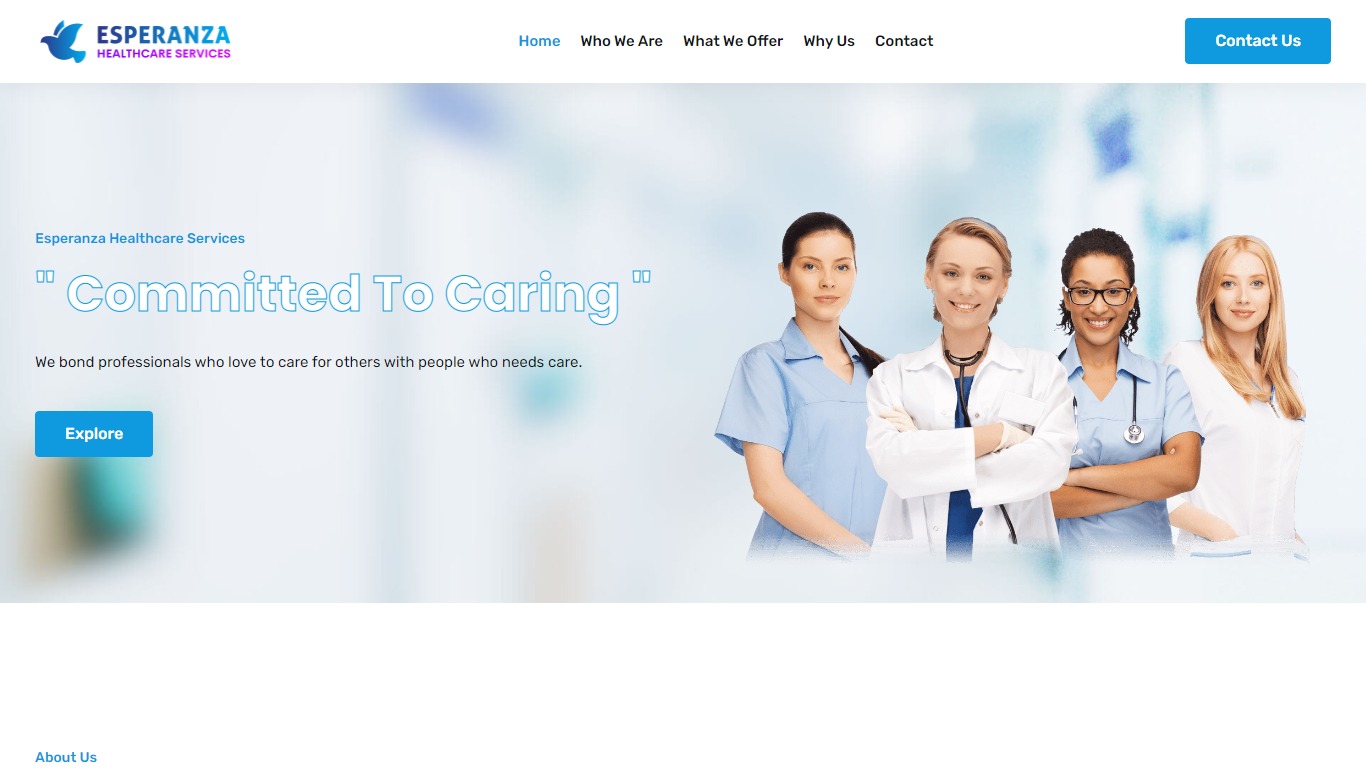 ESPERANZA
HEALTHCARE SERVICES
Home
Who We Are
What We Offer
Why Us
Contact
Contact Us
Esperanza Healthcare Services
" Committed To Caring "
We bond professionals who love to care for others with people who needs care.
Explore
About Us